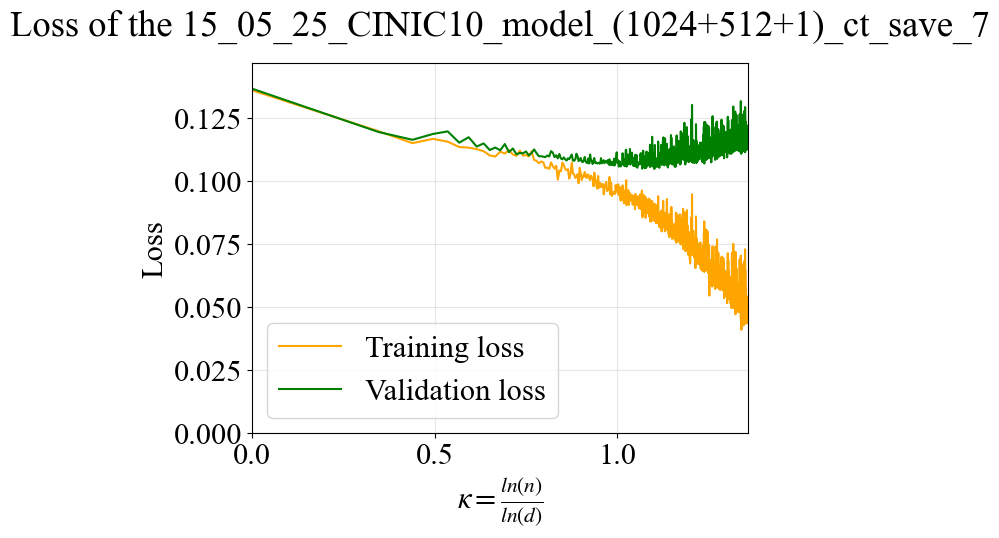 Loss of the 15_05_25_CINIC10_model_(1024+512+1)_ct_save_7
0.125
0.100
0.075
0.050
0.025
0.000
Loss
Training loss
Validation loss
0.0 0.5 1.0
κ = ln(n)/ln(d)